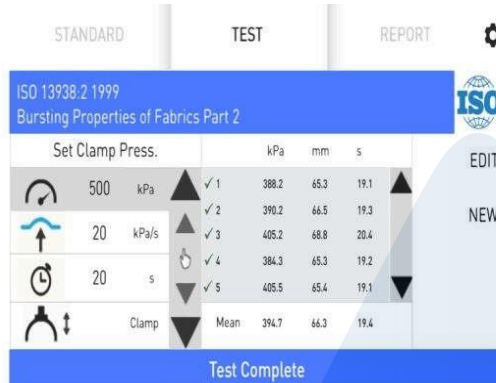 STANDARD TEST REPORT
ISO 13938:2 1999
Bursting Properties of Fabrics Part 2
ISO
EDIT
NEW
Set Clamp Press. kPa mm s
500 kPa ✓ 1 388.2 65.3 19.1
✓ 2 390.2 66.5 19.3
20 kPa/s ✓ 3 405.2 68.8 20.4
✓ 4 384.3 65.3 19.2
20 s ✓ 5 405.5 65.4 19.1
Clamp Mean 394.7 66.3 19.4
Test Complete